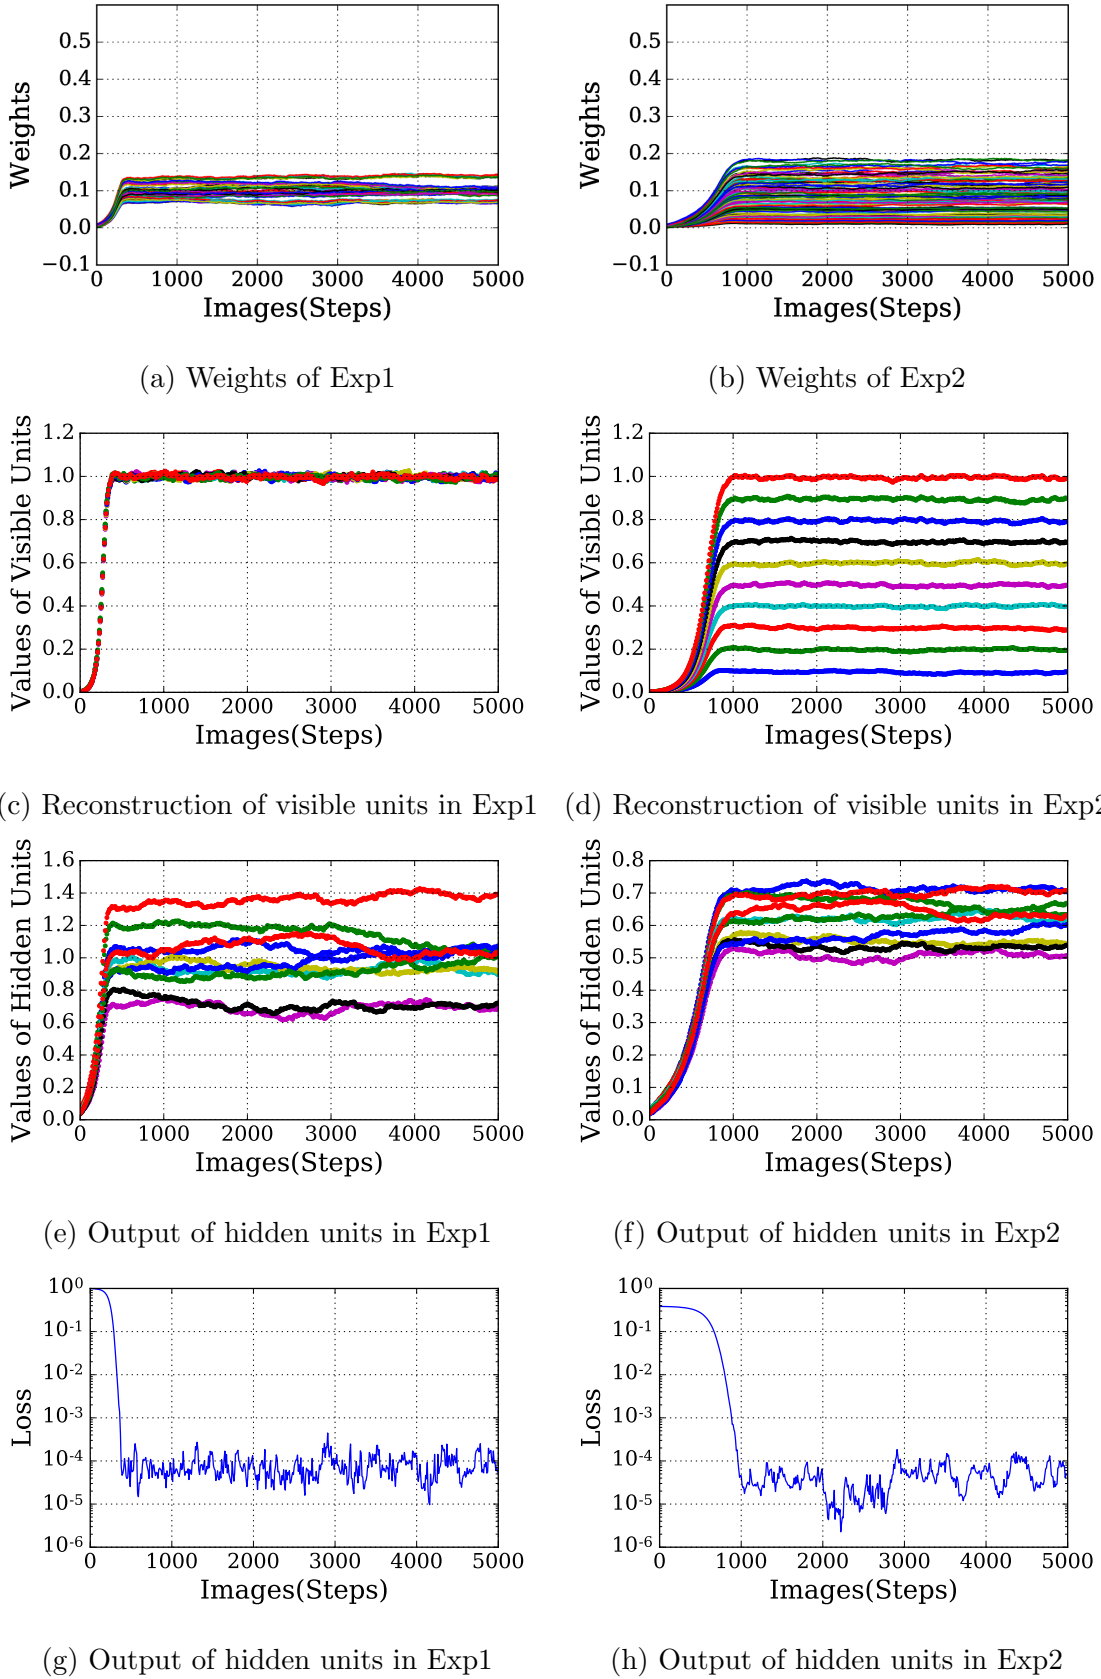 0.5
0.4
0.3
0.2
0.1
0.0
−0.1
Weights
0 1000 2000 3000 4000 5000
Images(Steps)
(a) Weights of Exp1
0.5
0.4
0.3
0.2
0.1
0.0
−0.1
Weights
0 1000 2000 3000 4000 5000
Images(Steps)
(b) Weights of Exp2
1.2
1.0
0.8
0.6
0.4
0.2
0.0
Values of Visible Units
0 1000 2000 3000 4000 5000
Images(Steps)
(c) Reconstruction of visible units in Exp1
1.2
1.0
0.8
0.6
0.4
0.2
0.0
Values of Visible Units
0 1000 2000 3000 4000 5000
Images(Steps)
(d) Reconstruction of visible units in Exp2
1.6
1.4
1.2
1.0
0.8
0.6
0.4
0.2
0.0
Values of Hidden Units
0 1000 2000 3000 4000 5000
Images(Steps)
(e) Output of hidden units in Exp1
0.8
0.7
0.6
0.5
0.4
0.3
0.2
0.1
0.0
Values of Hidden Units
0 1000 2000 3000 4000 5000
Images(Steps)
(f) Output of hidden units in Exp2
10⁰
10⁻¹
10⁻²
10⁻³
10⁻⁴
10⁻⁵
10⁻⁶
Loss
0 1000 2000 3000 4000 5000
Images(Steps)
(g) Output of hidden units in Exp1
10⁰
10⁻¹
10⁻²
10⁻³
10⁻⁴
10⁻⁵
10⁻⁶
Loss
0 1000 2000 3000 4000 5000
Images(Steps)
(h) Output of hidden units in Exp2